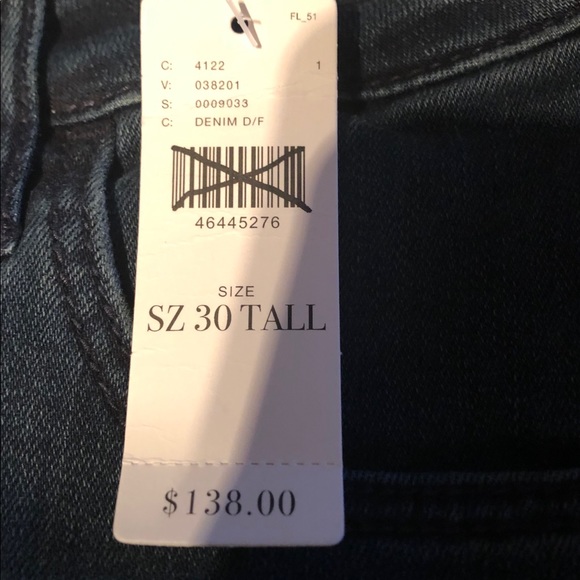 FL_51
C: 4122 1
V: 038201
S: 0009033
C: DENIM D/F
46445276
SIZE
SZ 30 TALL
$138.00